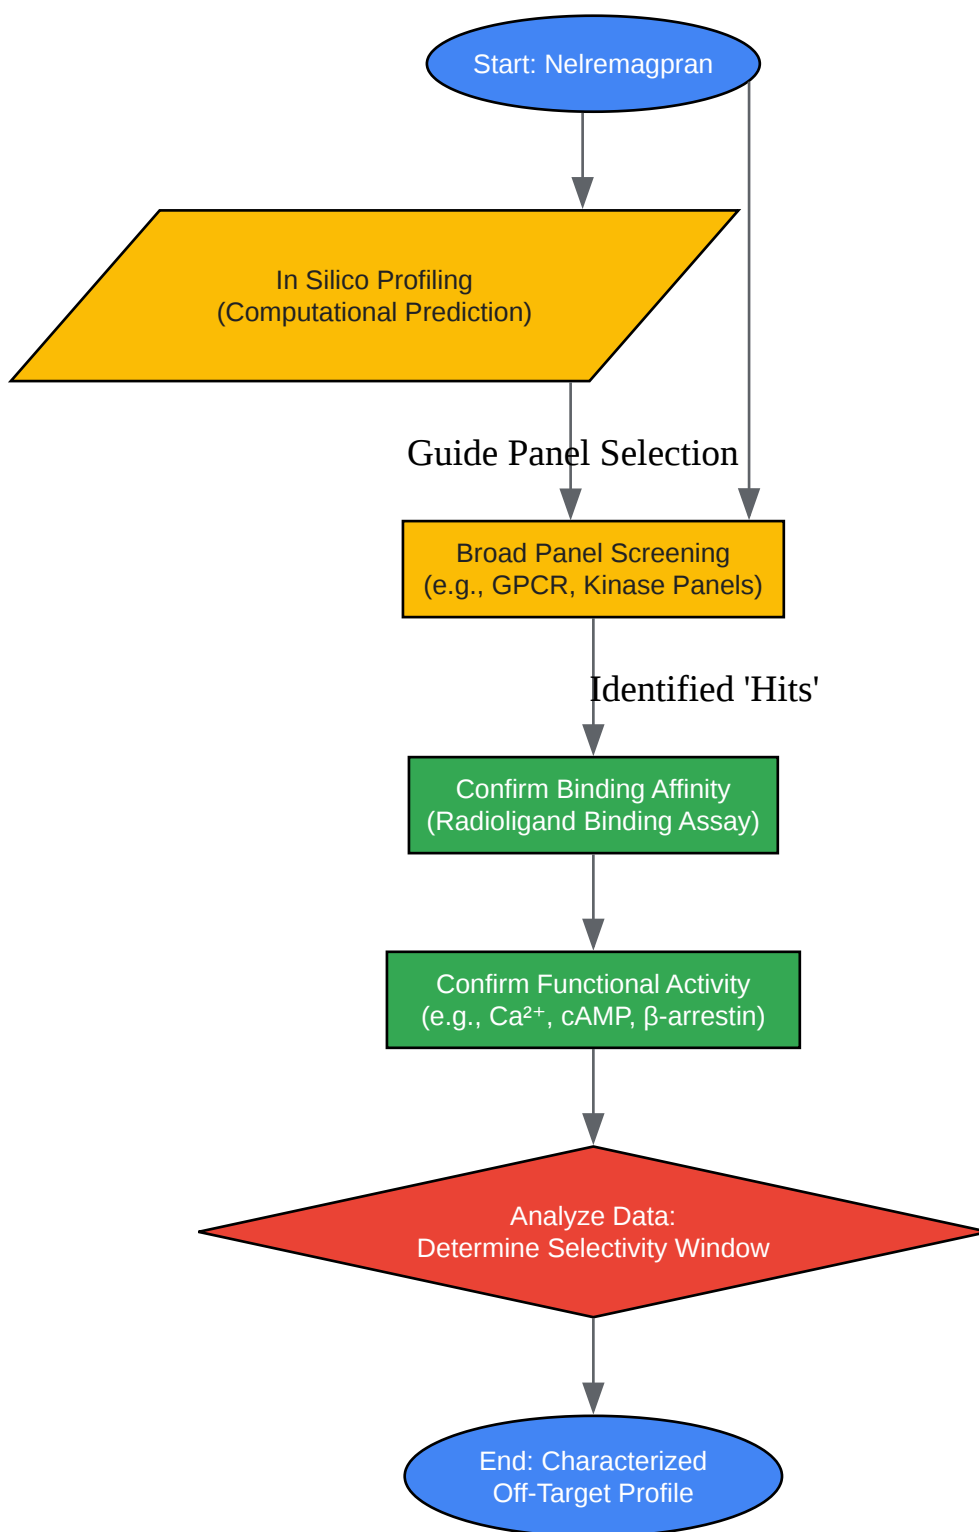 Start: Nelremagpran
In Silico Profiling
(Computational Prediction)
Guide Panel Selection
Broad Panel Screening
(e.g., GPCR, Kinase Panels)
Identified 'Hits'
Confirm Binding Affinity
(Radioligand Binding Assay)
Confirm Functional Activity
(e.g., Ca²⁺, cAMP, β-arrestin)
Analyze Data:
Determine Selectivity Window
End: Characterized
Off-Target Profile